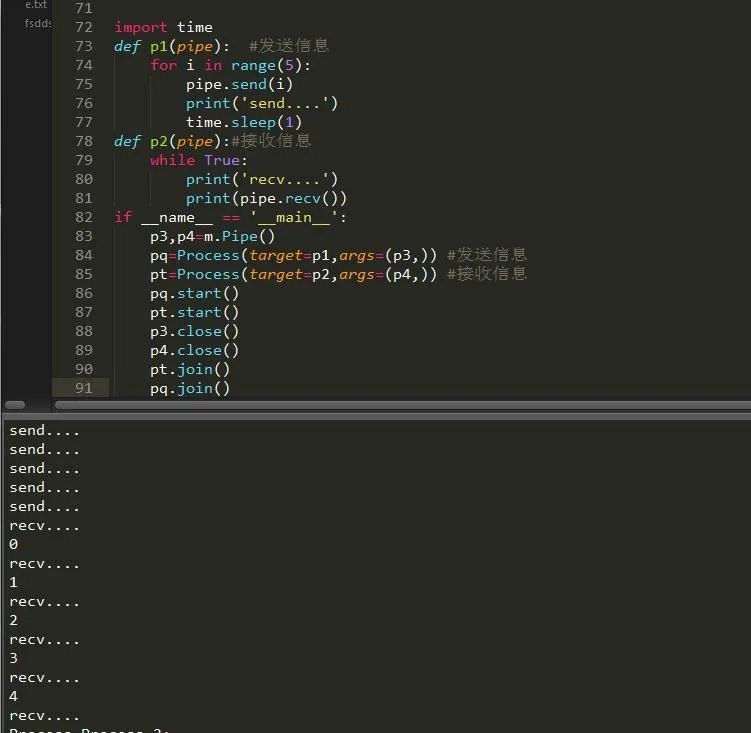 e.txt
fsdds
71
72 import time
73 def p1(pipe):  #发送信息
74     for i in range(5):
75         pipe.send(i)
76         print('send....')
77         time.sleep(1)
78 def p2(pipe):#接收信息
79     while True:
80         print('recv....')
81         print(pipe.recv())
82 if __name__ == '__main__':
83     p3,p4=m.Pipe()
84     pq=Process(target=p1,args=(p3,)) #发送信息
85     pt=Process(target=p2,args=(p4,)) #接收信息
86     pq.start()
87     pt.start()
88     p3.close()
89     p4.close()
90     pt.join()
91     pq.join()
send....
send....
send....
send....
send....
recv....
0
recv....
1
recv....
2
recv....
3
recv....
4
recv....
Process Process-2: